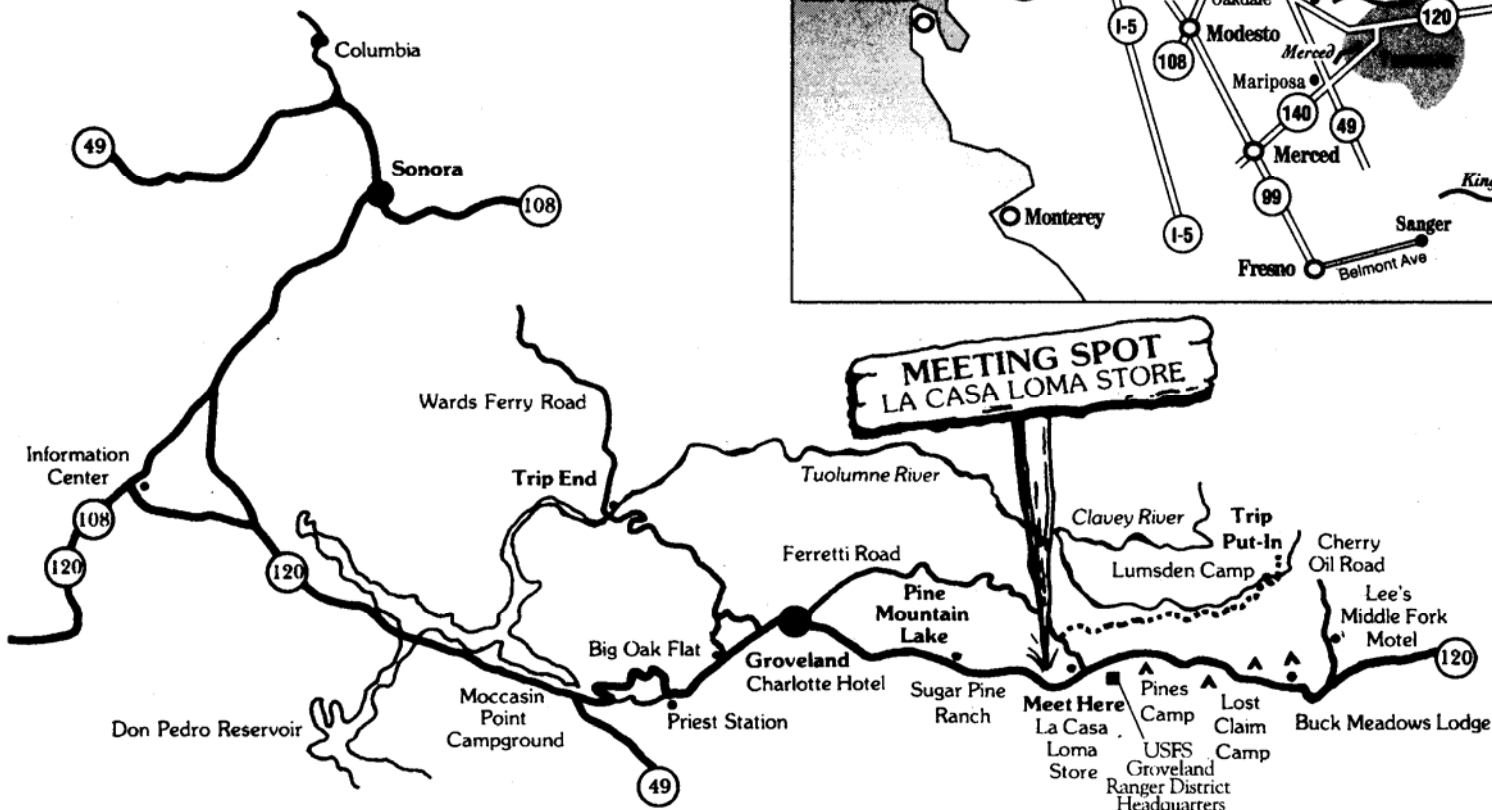 Columbia
49
Sonora
108
Oakdale
I-5
Modesto
120
108
Merced
Mariposa
140
49
Merced
99
Monterey
I-5
Sanger
Fresno
Belmont Ave
MEETING SPOT
LA CASA LOMA STORE
Wards Ferry Road
Information
Center
108
120
120
Trip End
Tuolumne River
Clavey River
Trip
Put-In
Cherry
Oil Road
Lumsden Camp
Ferretti Road
Pine
Mountain
Lake
Lee's
Middle Fork
Motel
120
Big Oak Flat
Groveland
Charlotte Hotel
Sugar Pine
Ranch
Meet Here
La Casa
Loma
Store
Pines
Camp
Lost
Claim
Camp
Buck Meadows Lodge
USFS
Groveland
Ranger District
Headquarters
Priest Station
Moccasin
Point
Campground
Don Pedro Reservoir
49